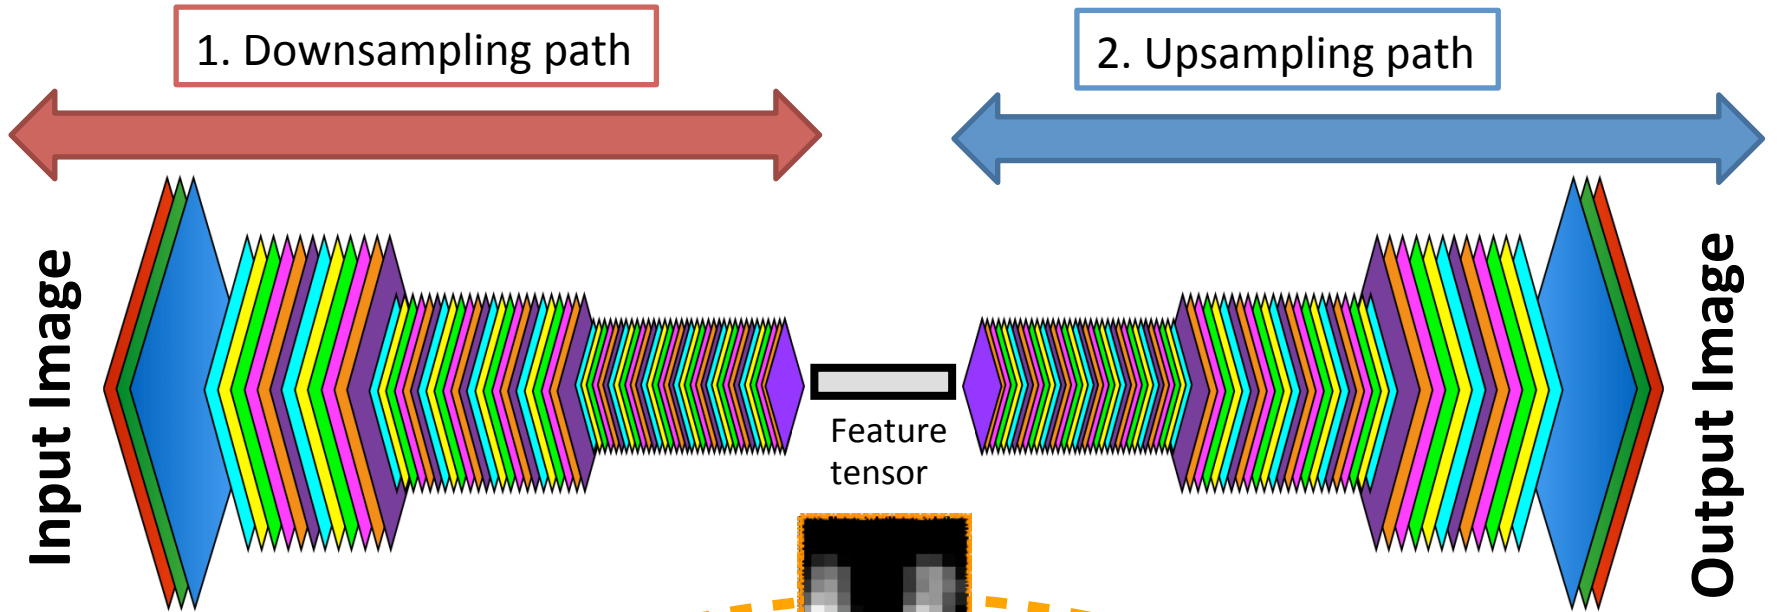 1. Downsampling path
2. Upsampling path
Input Image
Feature
tensor
Output Image